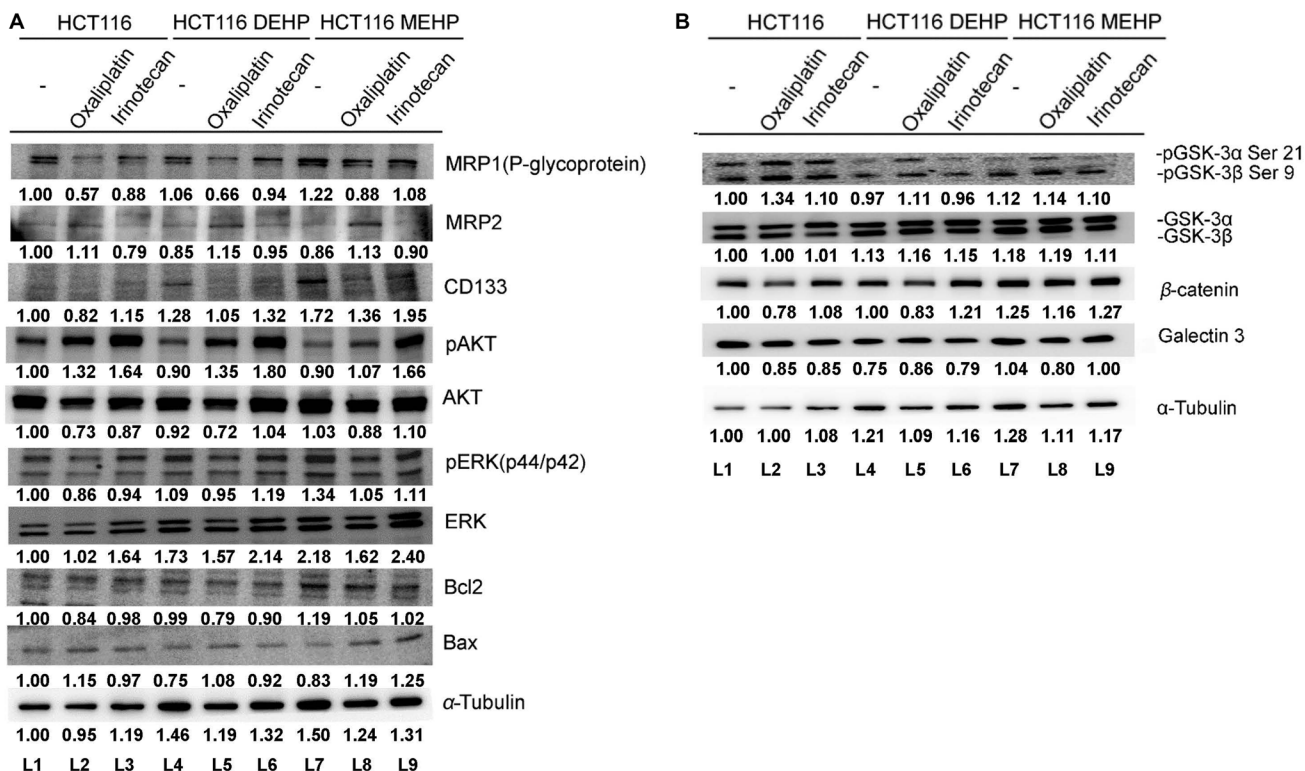 A
HCT116 HCT116 DEHP HCT116 MEHP
- Oxaliplatin Irinotecan - Oxaliplatin Irinotecan - Oxaliplatin Irinotecan
MRP1(P-glycoprotein)
1.00 0.57 0.88 1.06 0.66 0.94 1.22 0.88 1.08
MRP2
1.00 1.11 0.79 0.85 1.15 0.95 0.86 1.13 0.90
CD133
1.00 0.82 1.15 1.28 1.05 1.32 1.72 1.36 1.95
pAKT
1.00 1.32 1.64 0.90 1.35 1.80 0.90 1.07 1.66
AKT
1.00 0.73 0.87 0.92 0.72 1.04 1.03 0.88 1.10
pERK(p44/p42)
1.00 0.86 0.94 1.09 0.95 1.19 1.34 1.05 1.11
ERK
1.00 1.02 1.64 1.73 1.57 2.14 2.18 1.62 2.40
Bcl2
1.00 0.84 0.98 0.99 0.79 0.90 1.19 1.05 1.02
Bax
1.00 1.15 0.97 0.75 1.08 0.92 0.83 1.19 1.25
α-Tubulin
1.00 0.95 1.19 1.46 1.19 1.32 1.50 1.24 1.31
L1 L2 L3 L4 L5 L6 L7 L8 L9
B
HCT116 HCT116 DEHP HCT116 MEHP
- Oxaliplatin Irinotecan - Oxaliplatin Irinotecan - Oxaliplatin Irinotecan
-pGSK-3α Ser 21
-pGSK-3β Ser 9
1.00 1.34 1.10 0.97 1.11 0.96 1.12 1.14 1.10
-GSK-3α
-GSK-3β
1.00 1.00 1.01 1.13 1.16 1.15 1.18 1.19 1.11
β-catenin
1.00 0.78 1.08 1.00 0.83 1.21 1.25 1.16 1.27
Galectin 3
1.00 0.85 0.85 0.75 0.86 0.79 1.04 0.80 1.00
α-Tubulin
1.00 1.00 1.08 1.21 1.09 1.16 1.28 1.11 1.17
L1 L2 L3 L4 L5 L6 L7 L8 L9